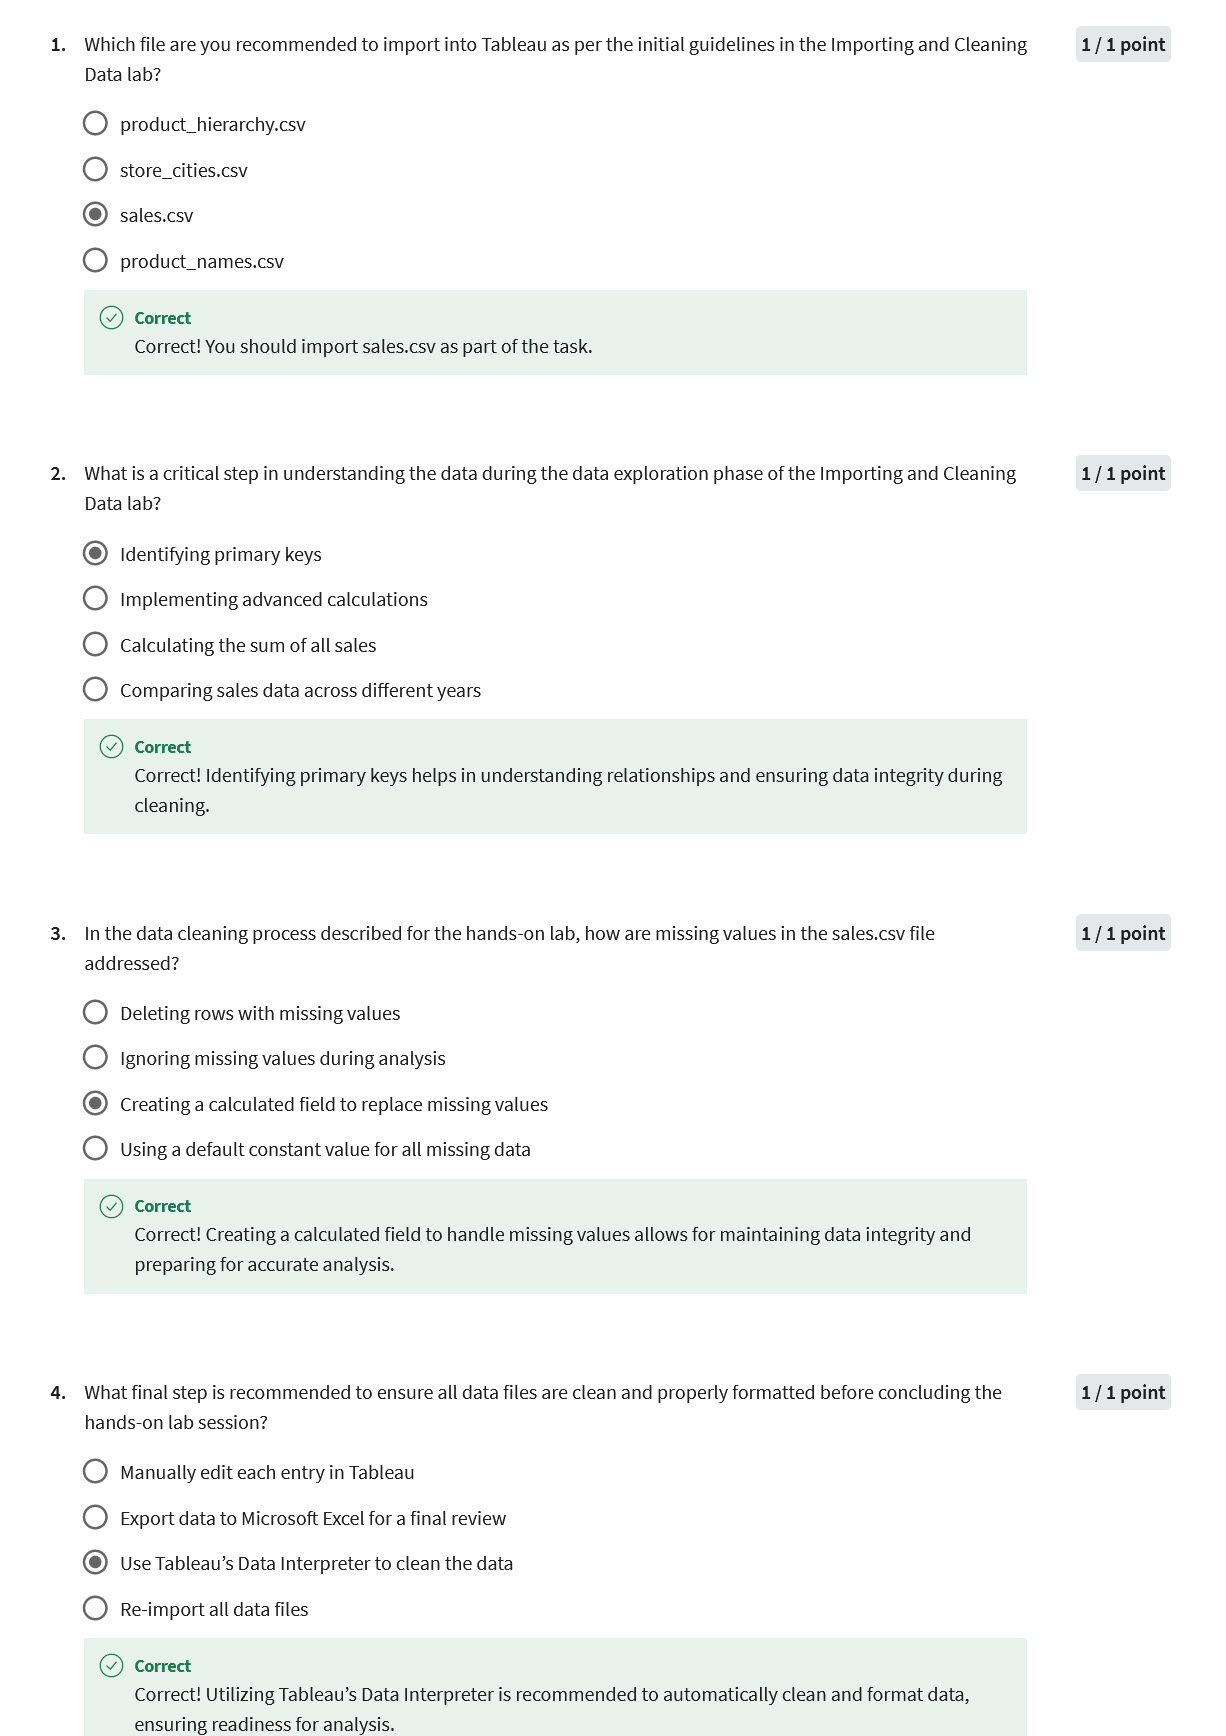 1. Which file are you recommended to import into Tableau as per the initial guidelines in the Importing and Cleaning 1 / 1 point
Data lab?
product_hierarchy.csv
store_cities.csv
sales.csv
product_names.csv
Correct
Correct! You should import sales.csv as part of the task.
2. What is a critical step in understanding the data during the data exploration phase of the Importing and Cleaning 1 / 1 point
Data lab?
Identifying primary keys
Implementing advanced calculations
Calculating the sum of all sales
Comparing sales data across different years
Correct
Correct! Identifying primary keys helps in understanding relationships and ensuring data integrity during
cleaning.
3. In the data cleaning process described for the hands-on lab, how are missing values in the sales.csv file 1 / 1 point
addressed?
Deleting rows with missing values
Ignoring missing values during analysis
Creating a calculated field to replace missing values
Using a default constant value for all missing data
Correct
Correct! Creating a calculated field to handle missing values allows for maintaining data integrity and
preparing for accurate analysis.
4. What final step is recommended to ensure all data files are clean and properly formatted before concluding the 1 / 1 point
hands-on lab session?
Manually edit each entry in Tableau
Export data to Microsoft Excel for a final review
Use Tableau’s Data Interpreter to clean the data
Re-import all data files
Correct
Correct! Utilizing Tableau’s Data Interpreter is recommended to automatically clean and format data,
ensuring readiness for analysis.